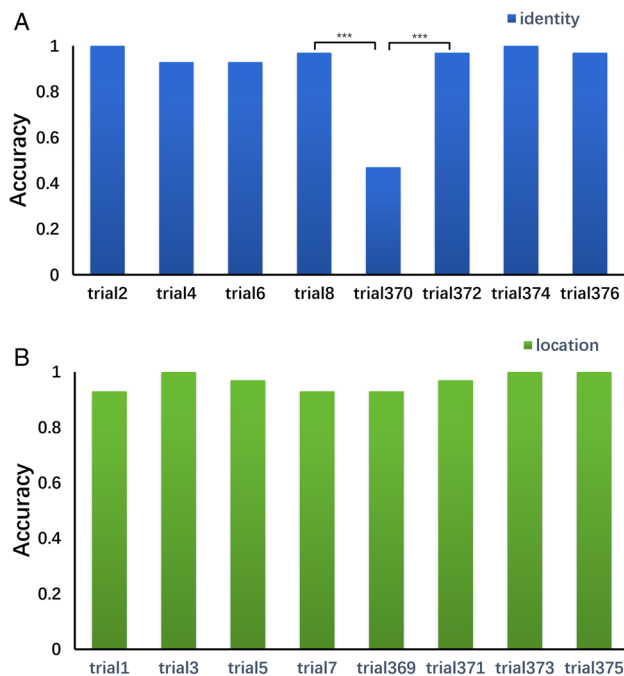 A
identity
*** ***
1
0.8
0.6
0.4
0.2
0
Accuracy
trial2 trial4 trial6 trial8 trial370 trial372 trial374 trial376
B
location
1
0.8
0.6
0.4
0.2
0
Accuracy
trial1 trial3 trial5 trial7 trial369 trial371 trial373 trial375